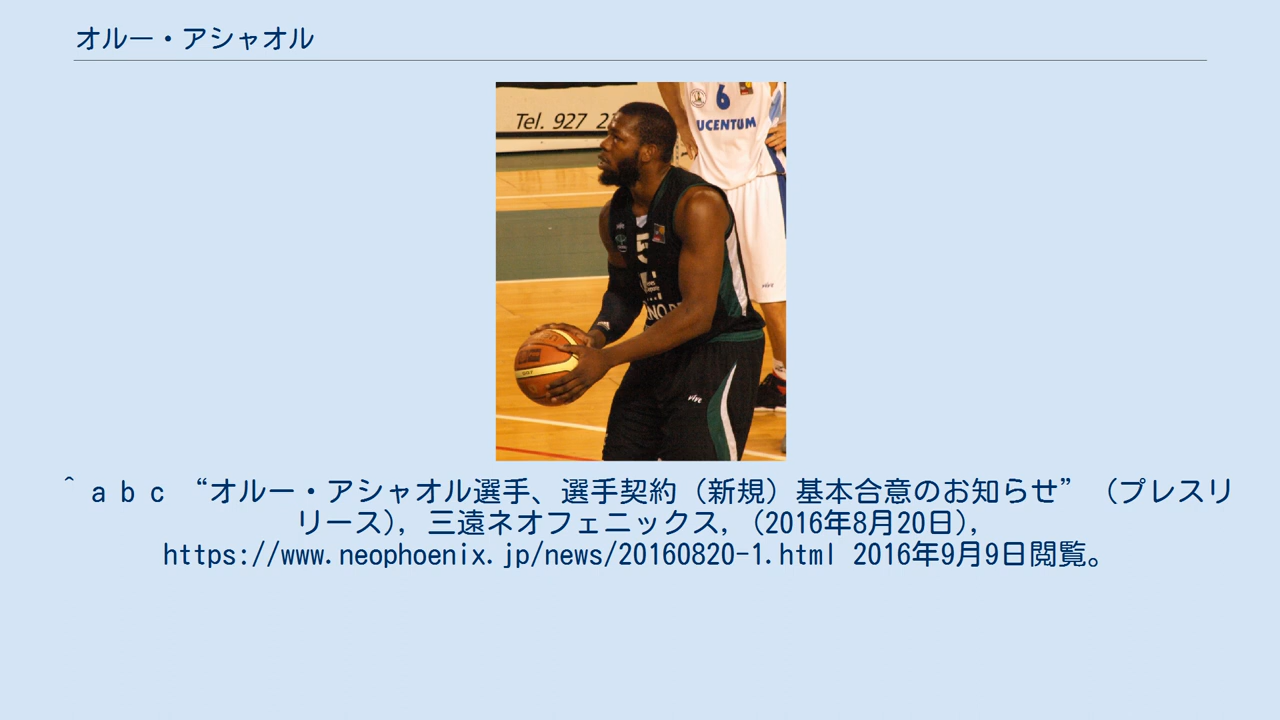 オルー・アシャオル
Tel. 927 2
6
UCENTUM
5
^ a b c “オルー・アシャオル選手、選手契約（新規）基本合意のお知らせ” （プレスリ
リース）, 三遠ネオフェニックス, （2016年8月20日）,
https://www.neophoenix.jp/news/20160820-1.html 2016年9月9日閲覧。